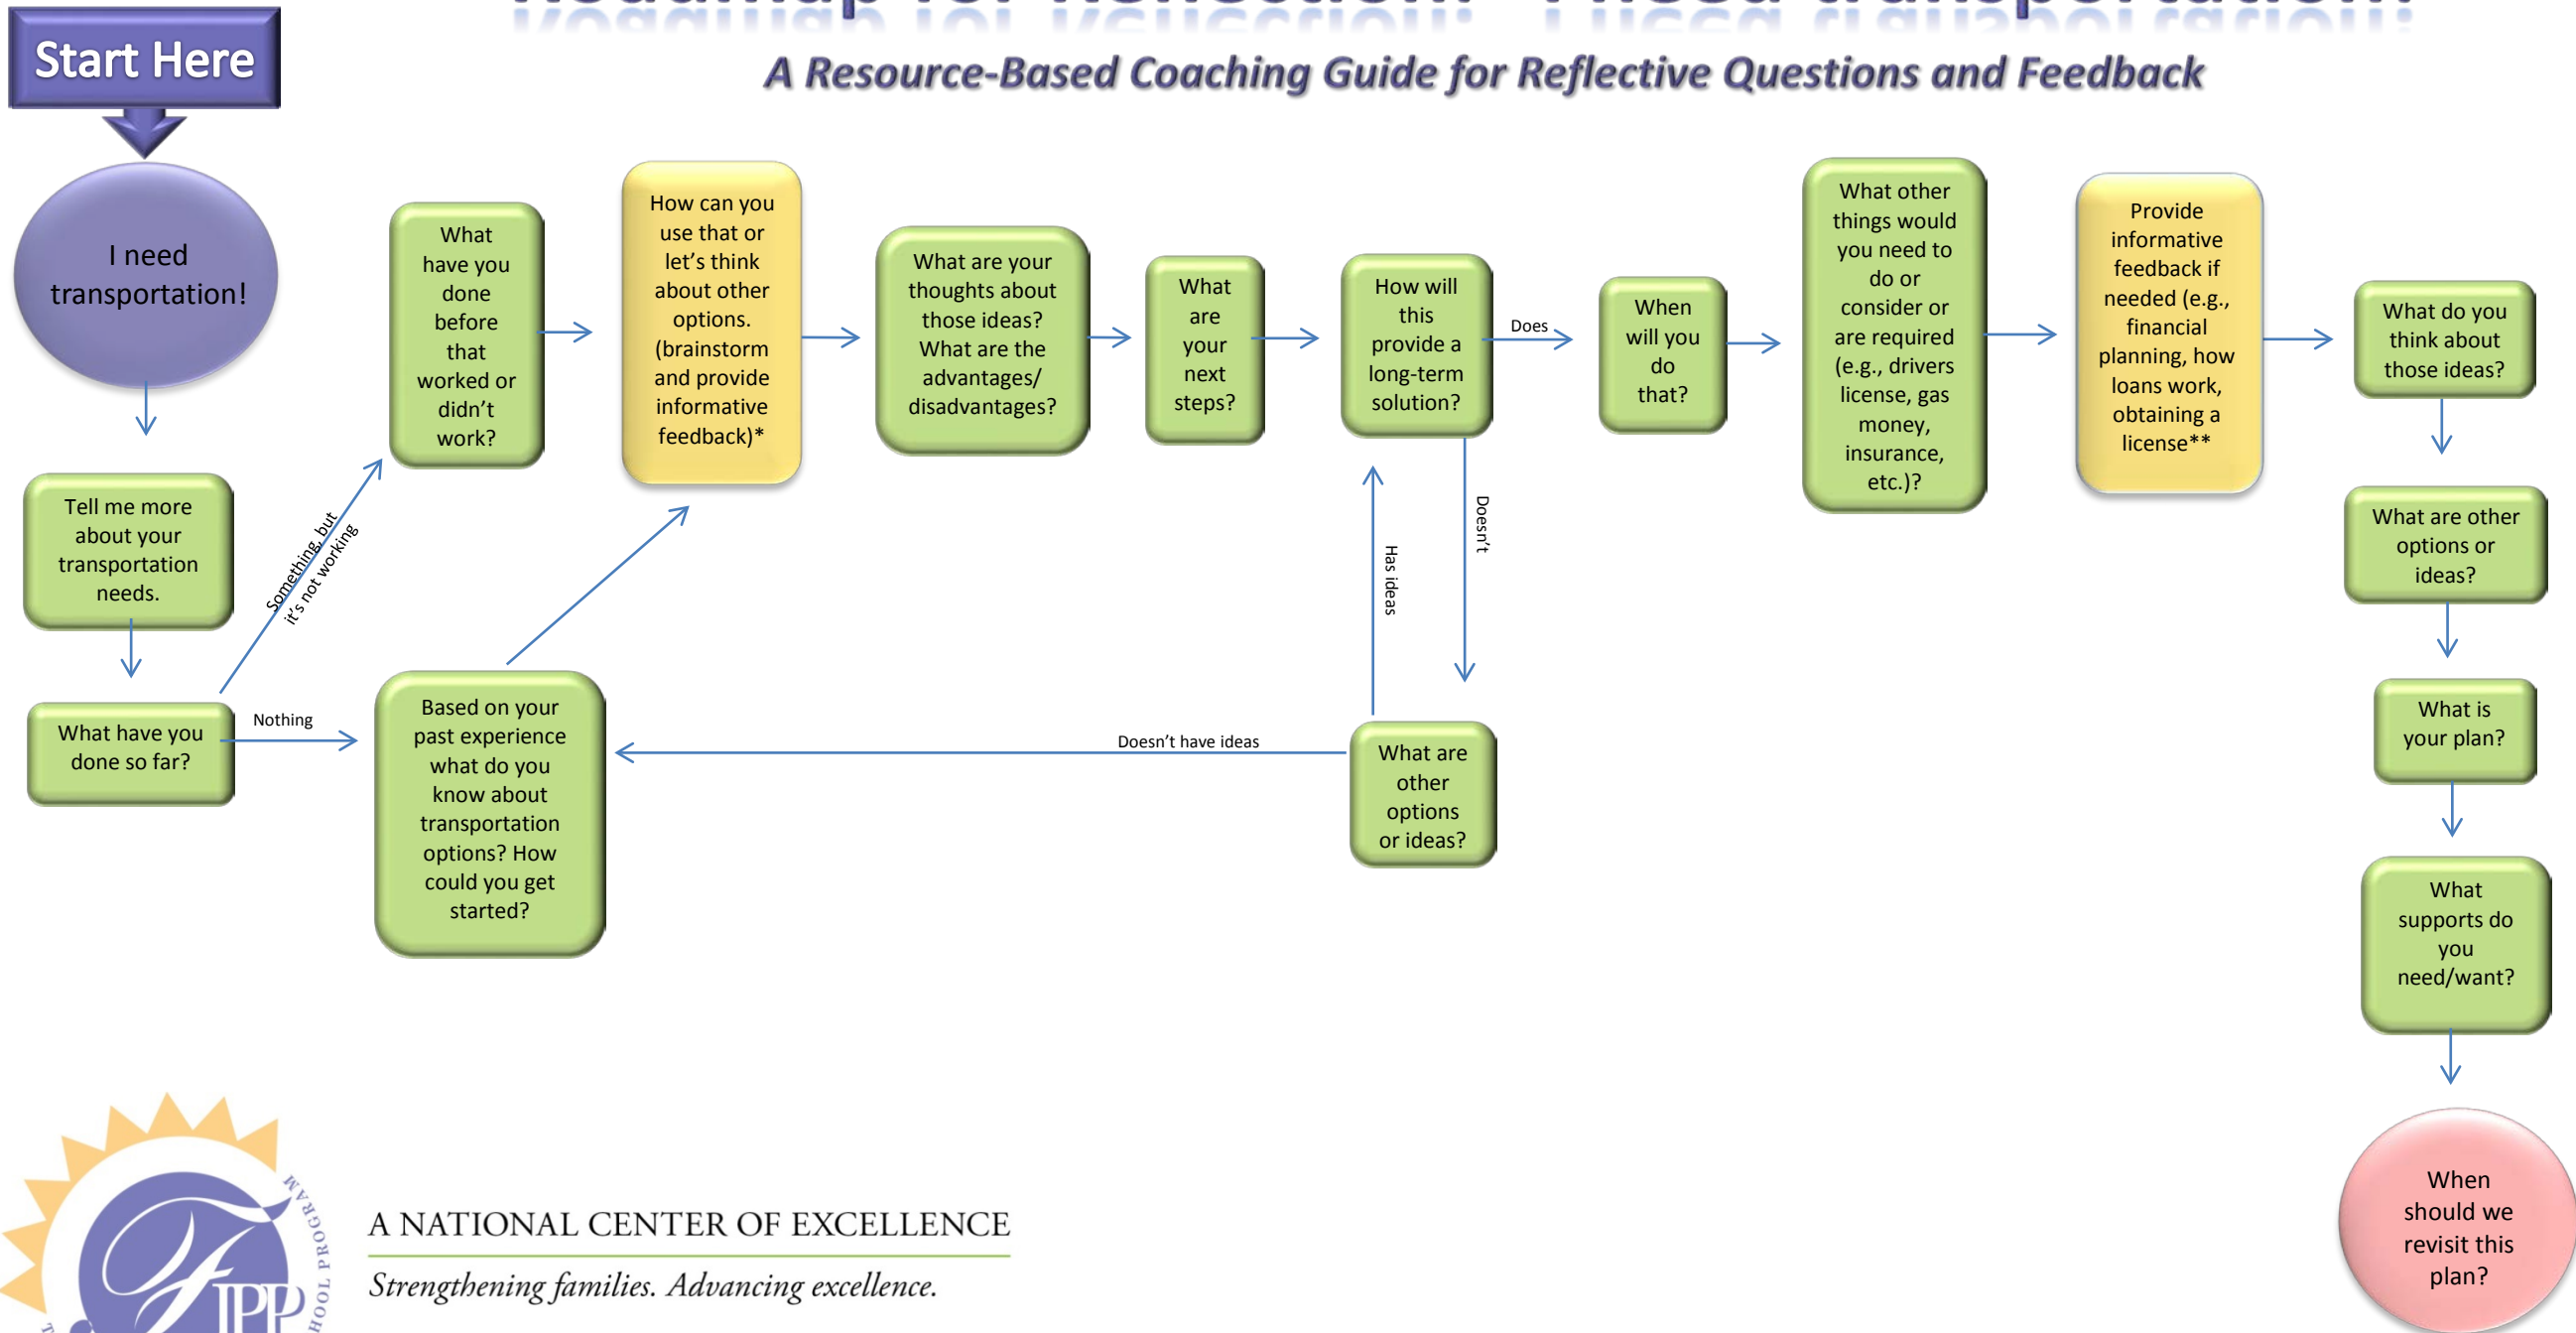 Roadmap for Reflection: "I need transportation!"
Start Here
A Resource-Based Coaching Guide for Reflective Questions and Feedback
I need
transportation!
Tell me more
about your
transportation
needs.
What have you
done so far?
Something, but
it's not working
Nothing
What
have you
done
before
that
worked or
didn't
work?
Based on your
past experience
what do you
know about
transportation
options? How
could you get
started?
How can you
use that or
let's think
about other
options.
(brainstorm
and provide
informative
feedback)*
What are your
thoughts about
those ideas?
What are the
advantages/
disadvantages?
What
are
your
next
steps?
How will
this
provide a
long-term
solution?
Does
Doesn't
Has ideas
Doesn't have ideas
What are
other
options
or ideas?
When
will you
do
that?
What other
things would
you need to
do or
consider or
are required
(e.g., drivers
license, gas
money,
insurance,
etc.)?
Provide
informative
feedback if
needed (e.g.,
financial
planning, how
loans work,
obtaining a
license**
What do you
think about
those ideas?
What are other
options or
ideas?
What is
your plan?
What
supports do
you
need/want?
When
should we
revisit this
plan?
FIPP
PROGRAM
A NATIONAL CENTER OF EXCELLENCE
Strengthening families. Advancing excellence.